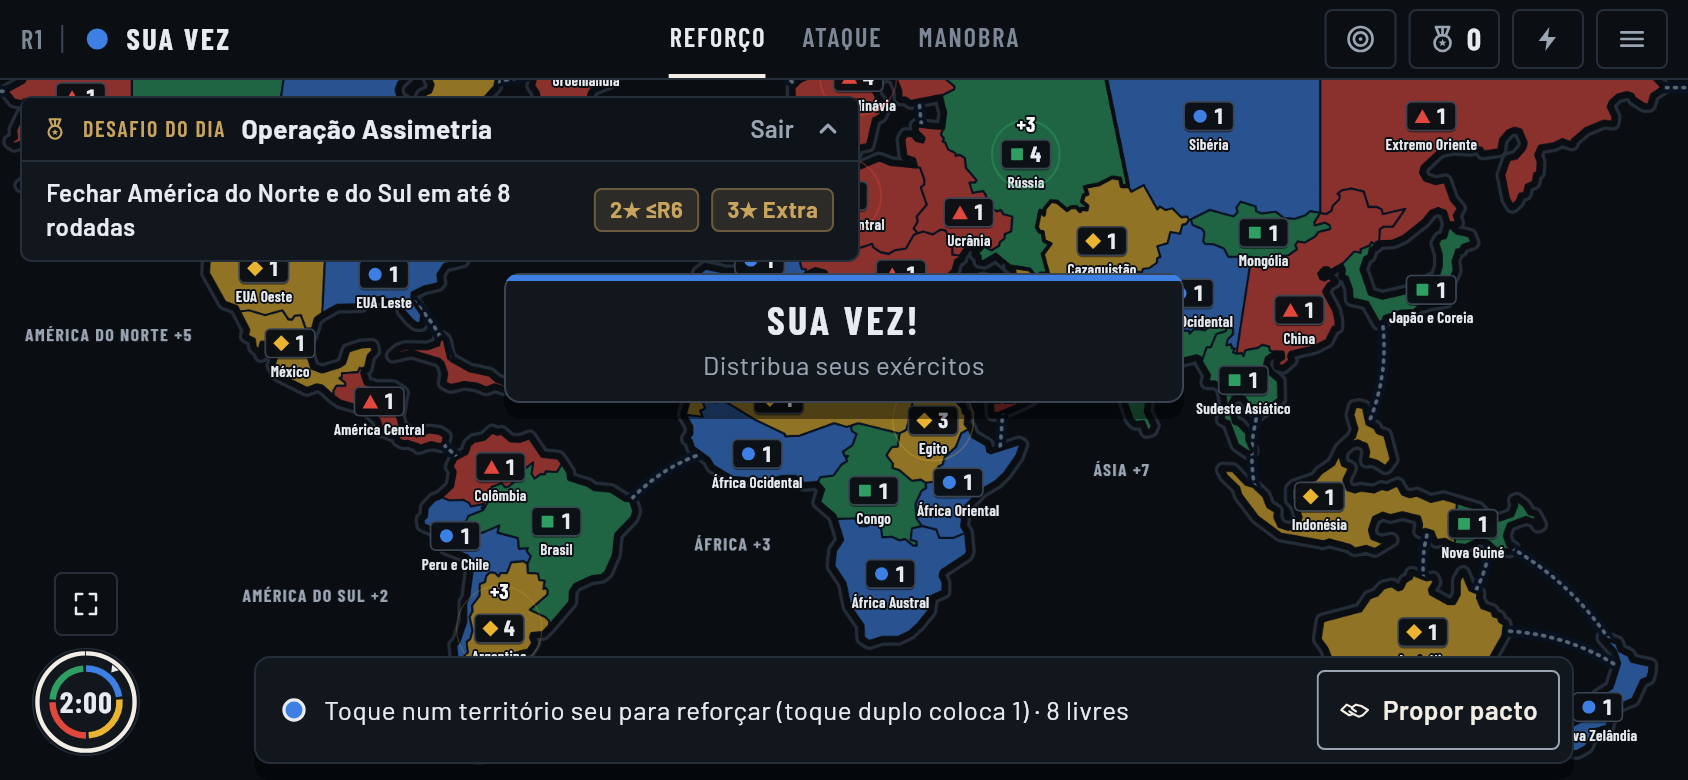 R1
SUA VEZ
REFORÇO ATAQUE MANOBRA
0
DESAFIO DO DIA Operação Assimetria Sair
Fechar América do Norte e do Sul em até 8
rodadas
2★ ≤R6
3★ Extra
1
Groenlândia
+3
4
Rússia
1
Sibéria
1
Extremo Oriente
1
Ucrânia
1
Cazaquistão
1
Mongólia
1
Japão e Coreia
1
China
1
Sudeste Asiático
1
EUA Oeste
1
EUA Leste
AMÉRICA DO NORTE +5
1
México
1
América Central
SUA VEZ!
Distribua seus exércitos
1
Colômbia
1
Brasil
1
Peru e Chile
AMÉRICA DO SUL +2
+3
4
Argentina
3
Egito
1
África Ocidental
1
Congo
1
África Oriental
ÁFRICA +3
1
África Austral
ÁSIA +7
1
Indonésia
1
Nova Guiné
1
2:00
Toque num território seu para reforçar (toque duplo coloca 1) · 8 livres
Propor pacto
1